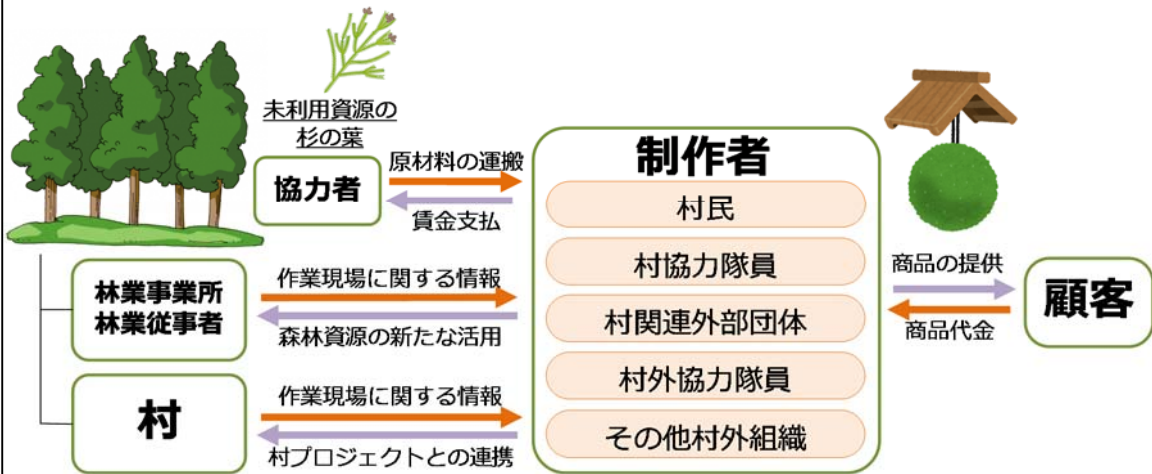 未利用資源の
杉の葉
協力者
原材料の運搬
賃金支払
林業事業所
林業従事者
作業現場に関する情報
森林資源の新たな活用
村
作業現場に関する情報
村プロジェクトとの連携
制作者
村民
村協力隊員
村関連外部団体
村外協力隊員
その他村外組織
商品の提供
商品代金
顧客